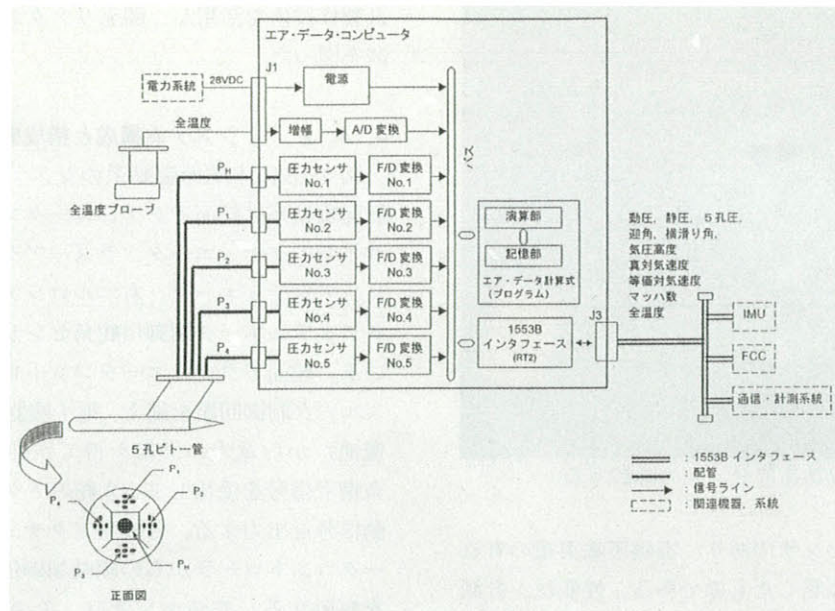 エア・データ・コンピュータ
J1
電力系統
28VDC
電源
全温度
増幅
A/D 変換
全温度プローブ
PH
圧力センサ No.1
F/D 変換 No.1
P1
圧力センサ No.2
F/D 変換 No.2
P2
圧力センサ No.3
F/D 変換 No.3
P3
圧力センサ No.4
F/D 変換 No.4
P4
圧力センサ No.5
F/D 変換 No.5
バス
演算部
記憶部
エア・データ計算式
(プログラム)
1553B
インタフェース
(RT2)
J3
動圧, 静圧, 5孔圧,
迎角, 横滑り角,
気圧高度
真対気速度
等価対気速度
マッハ数
全温度
IMU
FCC
通信・計測系統
5孔ピトー管
P1
P2
P4
P3
PH
正面図
: 1553B インタフェース
: 配管
: 信号ライン
: 関連機器, 系統